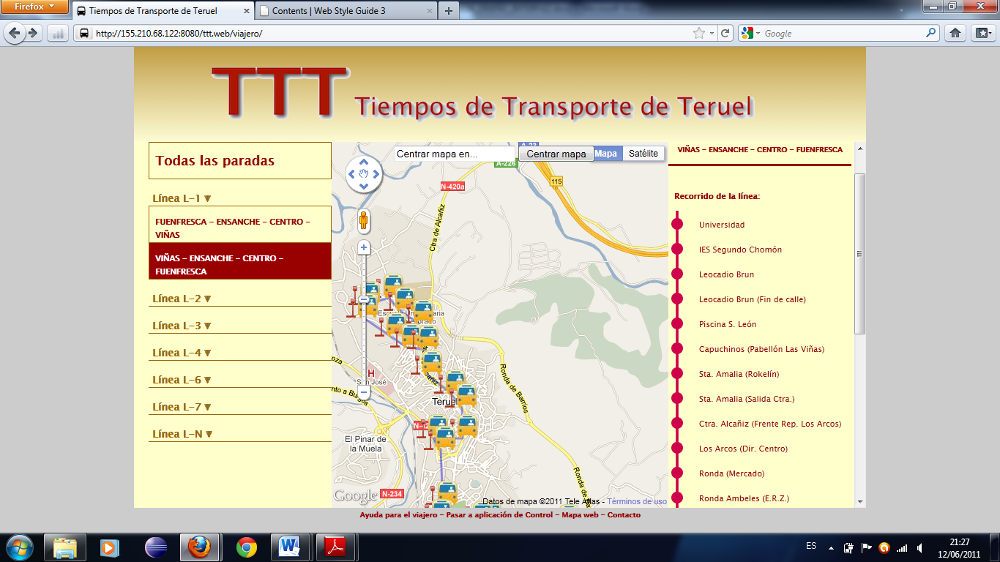 Firefox
Tiempos de Transporte de Teruel
Contents | Web Style Guide 3
http://155.210.68.122:8080/ttt.web/viajero/
Google
TTT Tiempos de Transporte de Teruel
Todas las paradas
Línea L-1
FUENFRESCA – ENSANCHE – CENTRO –
VIÑAS
VIÑAS – ENSANCHE – CENTRO –
FUENFRESCA
Línea L-2
Línea L-3
Línea L-4
Línea L-6
Línea L-7
Línea L-N
Centrar mapa en...
Centrar mapa
Mapa
Satélite
A-23
A-226
N-420a
115
Ctra de Alcañiz
H
San José
Ronda de Barrios
Teruel
El Pinar de
la Muela
N-234
Google
Datos de mapa ©2011 Tele Atlas - Términos de uso
VIÑAS – ENSANCHE – CENTRO – FUENFRESCA
Recorrido de la línea:
Universidad
IES Segundo Chomón
Leocadio Brun
Leocadio Brun (Fin de calle)
Piscina S. León
Capuchinos (Pabellón Las Viñas)
Sta. Amalia (Rokelín)
Sta. Amalia (Salida Ctra.)
Ctra. Alcañiz (Frente Rep. Los Arcos)
Los Arcos (Dir. Centro)
Ronda (Mercado)
Ronda Ambeles (E.R.Z.)
Ayuda para el viajero – Pasar a aplicación de Control – Mapa web – Contacto
ES
21:27
12/06/2011